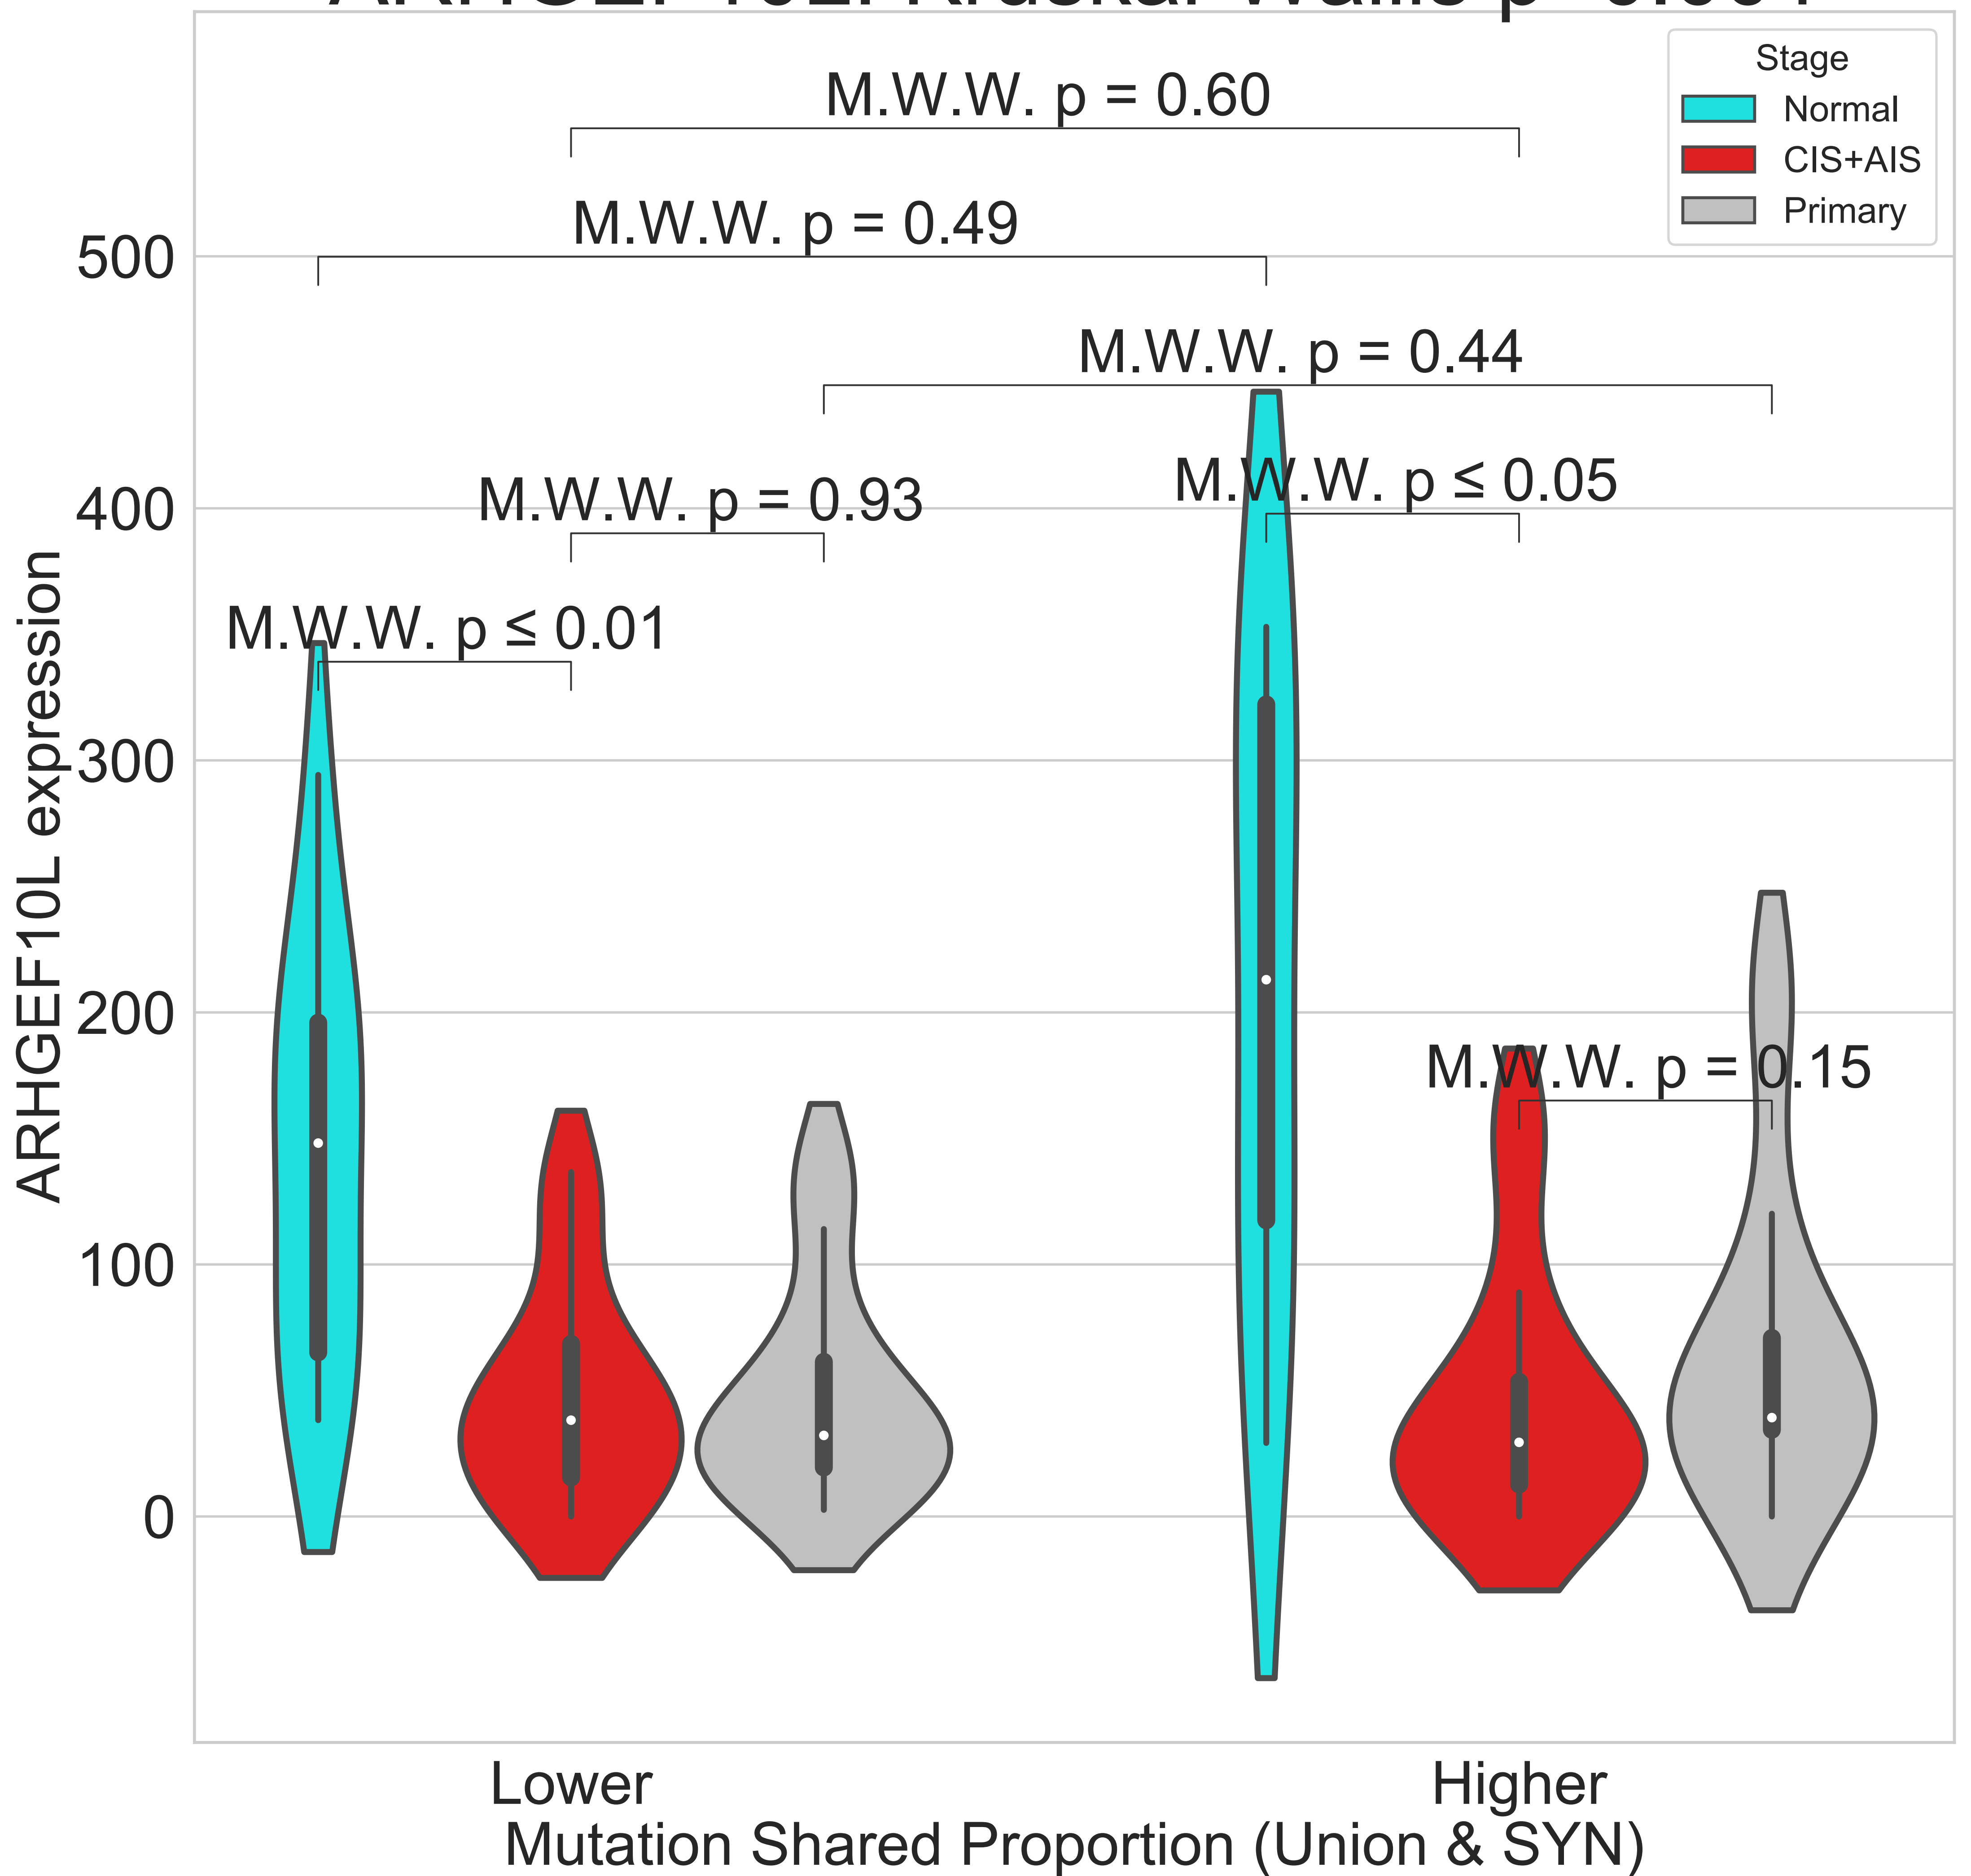 Stage
Normal
CIS+AIS
Primary
M.W.W. p = 0.60
M.W.W. p = 0.49
M.W.W. p = 0.44
M.W.W. p ≤ 0.05
M.W.W. p = 0.93
M.W.W. p ≤ 0.01
M.W.W. p = 0.15
500
400
300
200
100
0
ARHGEF10L expression
Lower
Higher
Mutation Shared Proportion (Union & SYN)